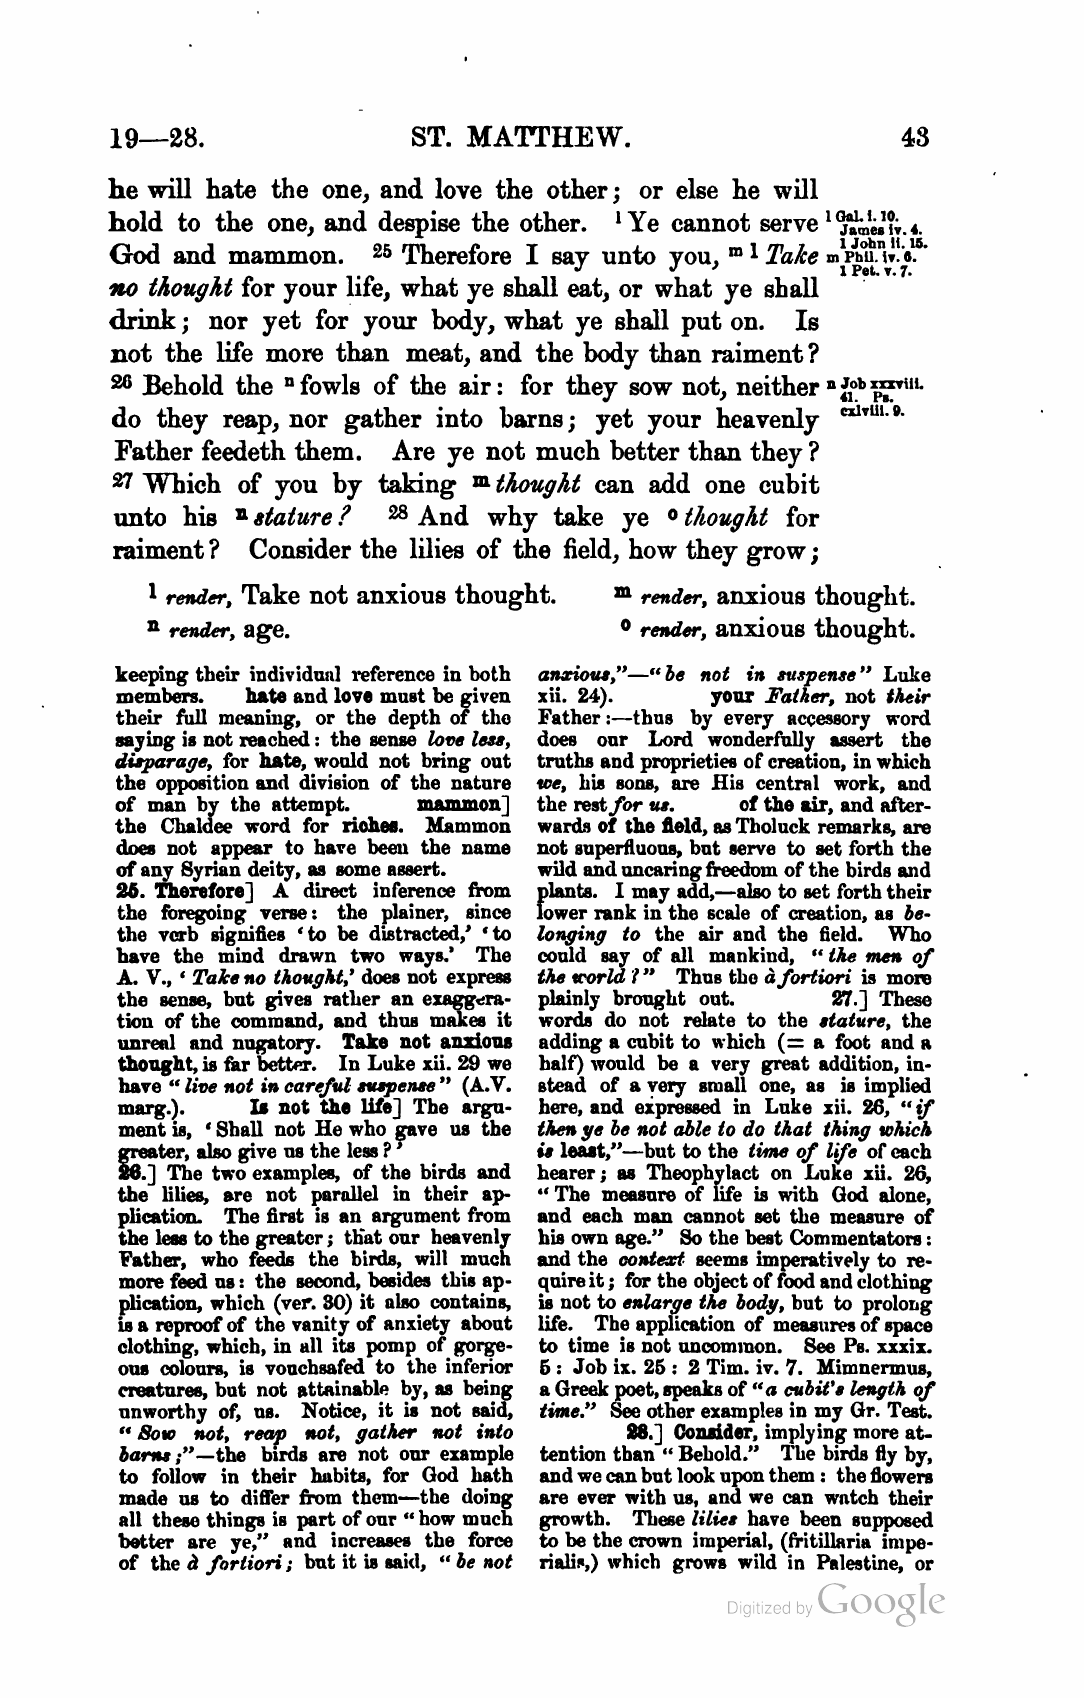 19—28. ST. MATTHEW. 43
he will hate the one, and love the other; or else he will
hold to the one, and despise the other. l Ye cannot serve
God and mammon. 25 Therefore I say unto you, m l Take
no thought for your life, what ye shall eat, or what ye shall
drink; nor yet for your body, what ye shall put on. Is
not the life more than meat, and the body than raiment?
26 Behold the n fowls of the air: for they sow not, neither
do they reap, nor gather into barns; yet your heavenly
Father feedeth them. Are ye not much better than they?
27 Which of you by taking m thought can add one cubit
unto his n stature? 28 And why take ye o thought for
raiment? Consider the lilies of the field, how they grow;
l Gal. i. 10.
James iv. 4.
1 John ii. 15.
m Phil. iv. 6.
1 Pet. v. 7.
n Job xxxviii.
41. Ps.
cxlviii. 9.
l render, Take not anxious thought. m render, anxious thought.
n render, age. o render, anxious thought.
keeping their individual reference in both
members. hate and love must be given
their full meaning, or the depth of the
saying is not reached: the sense love less,
disparage, for hate, would not bring out
the opposition and division of the nature
of man by the attempt. mammon]
the Chaldee word for riches. Mammon
does not appear to have been the name
of any Syrian deity, as some assert.
25. Therefore] A direct inference from
the foregoing verse: the plainer, since
the verb signifies ‘to be distracted,’ ‘to
have the mind drawn two ways.’ The
A. V., ‘Take no thought,’ does not express
the sense, but gives rather an exaggera-
tion of the command, and thus makes it
unreal and nugatory. Take not anxious
thought, is far better. In Luke xii. 29 we
have “live not in careful suspense” (A.V.
marg.). Is not the life] The argu-
ment is, ‘Shall not He who gave us the
greater, also give us the less?’
26.] The two examples, of the birds and
the lilies, are not parallel in their ap-
plication. The first is an argument from
the less to the greater; that our heavenly
Father, who feeds the birds, will much
more feed us: the second, besides this ap-
plication, which (ver. 30) it also contains,
is a reproof of the vanity of anxiety about
clothing, which, in all its pomp of gorge-
ous colours, is vouchsafed to the inferior
creatures, but not attainable by, as being
unworthy of, us. Notice, it is not said,
“Sow not, reap not, gather not into
barns;”—the birds are not our example
to follow in their habits, for God hath
made us to differ from them—the doing
all these things is part of our “how much
better are ye,” and increases the force
of the à fortiori; but it is said, “be not
anxious,”—“be not in suspense” Luke
xii. 24). your Father, not their
Father:—thus by every accessory word
does our Lord wonderfully assert the
truths and proprieties of creation, in which
we, his sons, are His central work, and
the rest for us. of the air, and after-
wards of the field, as Tholuck remarks, are
not superfluous, but serve to set forth the
wild and uncaring freedom of the birds and
plants. I may add,—also to set forth their
lower rank in the scale of creation, as be-
longing to the air and the field. Who
could say of all mankind, “the men of
the world?” Thus the à fortiori is more
plainly brought out. 27.] These
words do not relate to the stature, the
adding a cubit to which (= a foot and a
half) would be a very great addition, in-
stead of a very small one, as is implied
here, and expressed in Luke xii. 26, “if
then ye be not able to do that thing which
is least,”—but to the time of life of each
hearer; as Theophylact on Luke xii. 26,
“The measure of life is with God alone,
and each man cannot set the measure of
his own age.” So the best Commentators:
and the context seems imperatively to re-
quire it; for the object of food and clothing
is not to enlarge the body, but to prolong
life. The application of measures of space
to time is not uncommon. See Ps. xxxix.
5: Job ix. 25: 2 Tim. iv. 7. Mimnermus,
a Greek poet, speaks of “a cubit's length of
time.” See other examples in my Gr. Test.
28.] Consider, implying more at-
tention than “Behold.” The birds fly by,
and we can but look upon them: the flowers
are ever with us, and we can watch their
growth. These lilies have been supposed
to be the crown imperial, (fritillaria impe-
rialis,) which grows wild in Palestine, or
Digitized by Google